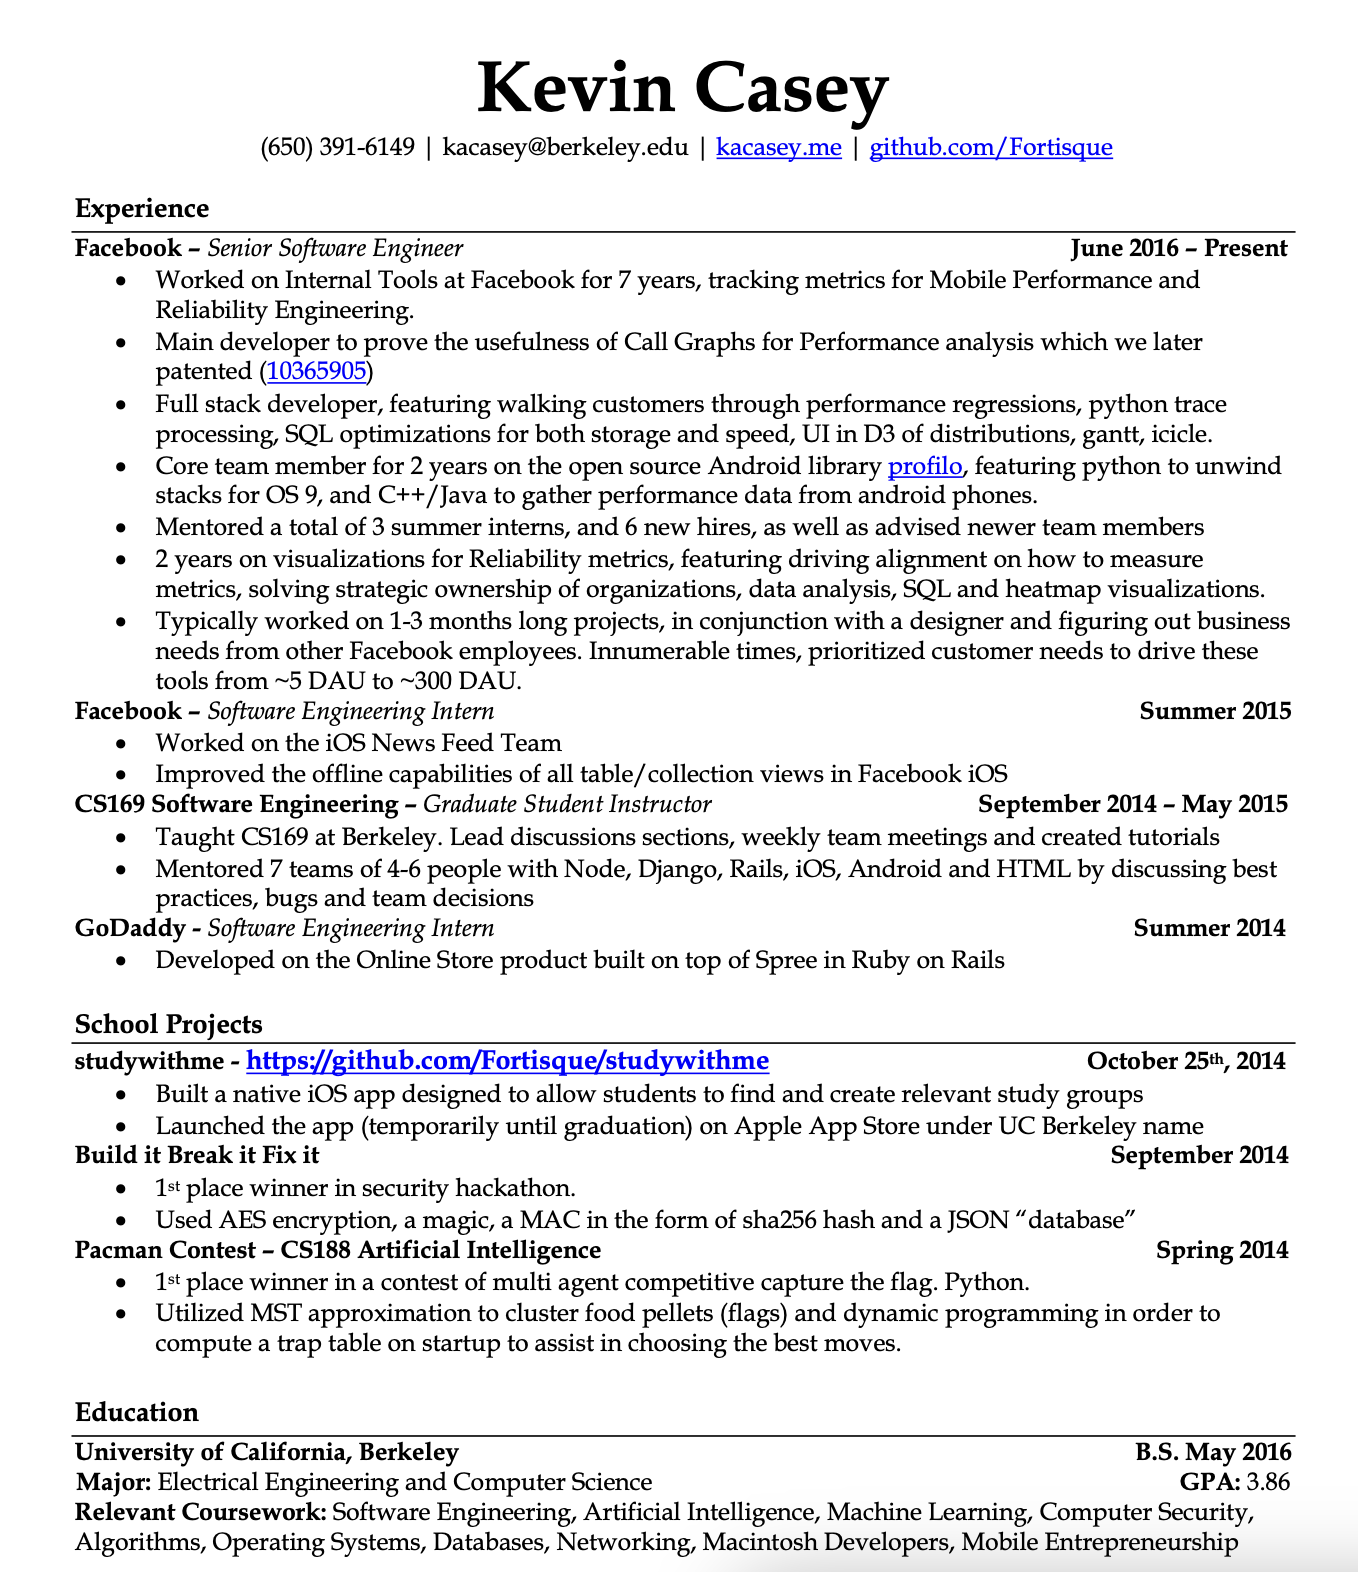 Kevin Casey
(650) 391-6149 | kacasey@berkeley.edu | kacasey.me | github.com/Fortisque
Experience
Facebook – Senior Software Engineer June 2016 – Present
• Worked on Internal Tools at Facebook for 7 years, tracking metrics for Mobile Performance and
Reliability Engineering.
• Main developer to prove the usefulness of Call Graphs for Performance analysis which we later
patented (10365905)
• Full stack developer, featuring walking customers through performance regressions, python trace
processing, SQL optimizations for both storage and speed, UI in D3 of distributions, gantt, icicle.
• Core team member for 2 years on the open source Android library profilo, featuring python to unwind
stacks for OS 9, and C++/Java to gather performance data from android phones.
• Mentored a total of 3 summer interns, and 6 new hires, as well as advised newer team members
• 2 years on visualizations for Reliability metrics, featuring driving alignment on how to measure
metrics, solving strategic ownership of organizations, data analysis, SQL and heatmap visualizations.
• Typically worked on 1-3 months long projects, in conjunction with a designer and figuring out business
needs from other Facebook employees. Innumerable times, prioritized customer needs to drive these
tools from ~5 DAU to ~300 DAU.
Facebook – Software Engineering Intern Summer 2015
• Worked on the iOS News Feed Team
• Improved the offline capabilities of all table/collection views in Facebook iOS
CS169 Software Engineering – Graduate Student Instructor September 2014 – May 2015
• Taught CS169 at Berkeley. Lead discussions sections, weekly team meetings and created tutorials
• Mentored 7 teams of 4-6 people with Node, Django, Rails, iOS, Android and HTML by discussing best
practices, bugs and team decisions
GoDaddy - Software Engineering Intern Summer 2014
• Developed on the Online Store product built on top of Spree in Ruby on Rails
School Projects
studywithme - https://github.com/Fortisque/studywithme October 25th, 2014
• Built a native iOS app designed to allow students to find and create relevant study groups
• Launched the app (temporarily until graduation) on Apple App Store under UC Berkeley name
Build it Break it Fix it September 2014
• 1st place winner in security hackathon.
• Used AES encryption, a magic, a MAC in the form of sha256 hash and a JSON “database”
Pacman Contest – CS188 Artificial Intelligence Spring 2014
• 1st place winner in a contest of multi agent competitive capture the flag. Python.
• Utilized MST approximation to cluster food pellets (flags) and dynamic programming in order to
compute a trap table on startup to assist in choosing the best moves.
Education
University of California, Berkeley B.S. May 2016
Major: Electrical Engineering and Computer Science GPA: 3.86
Relevant Coursework: Software Engineering, Artificial Intelligence, Machine Learning, Computer Security,
Algorithms, Operating Systems, Databases, Networking, Macintosh Developers, Mobile Entrepreneurship